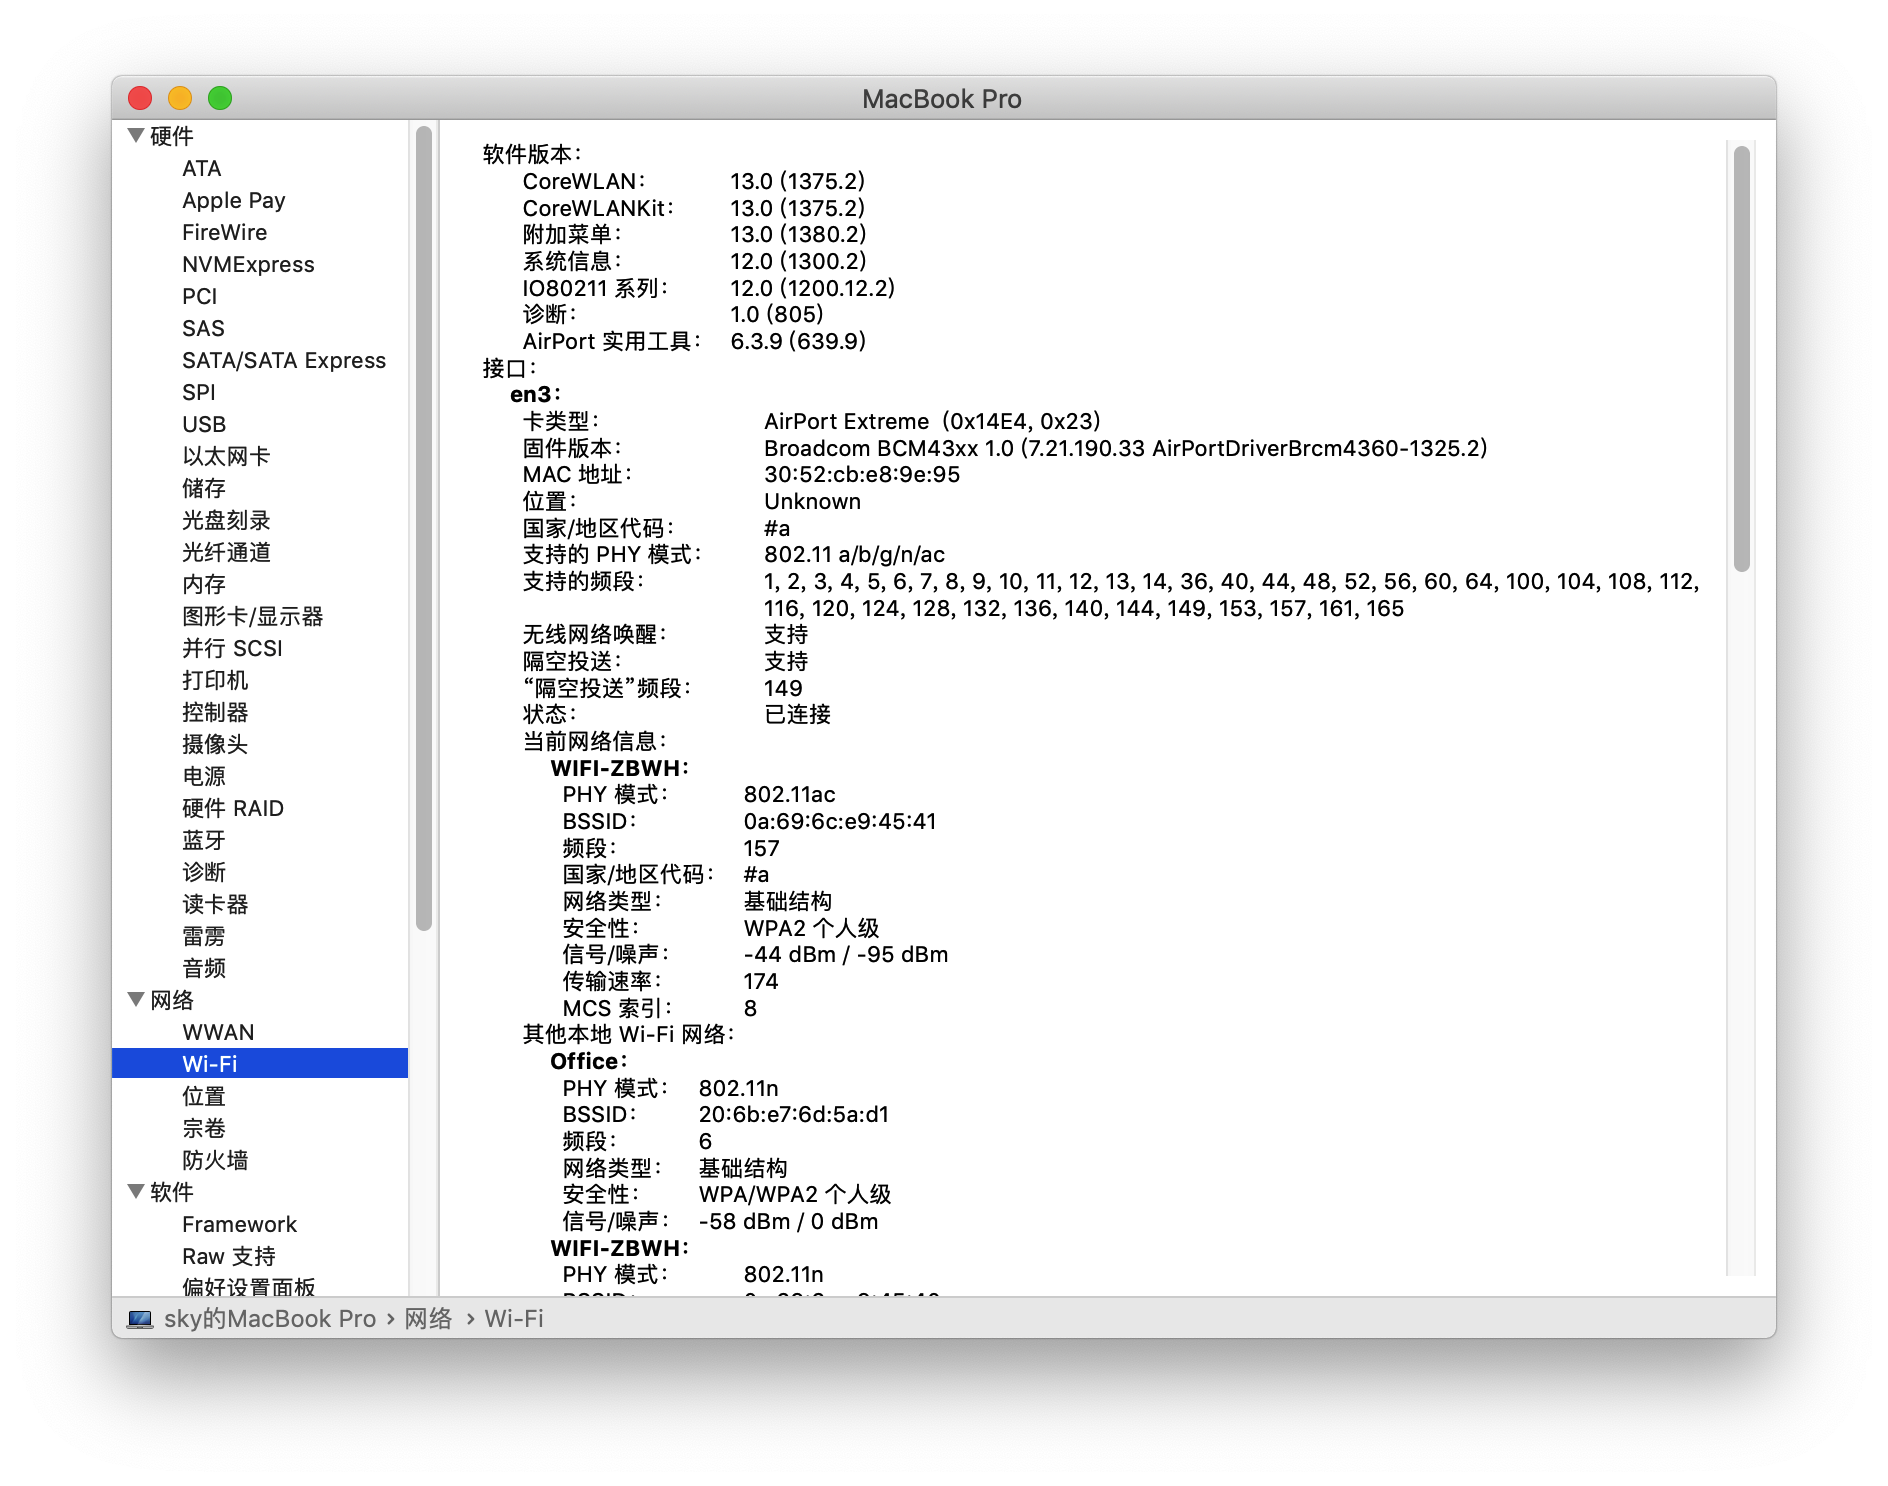 MacBook Pro
硬件
ATA
Apple Pay
FireWire
NVMExpress
PCI
SAS
SATA/SATA Express
SPI
USB
以太网卡
储存
光盘刻录
光纤通道
内存
图形卡/显示器
并行 SCSI
打印机
控制器
摄像头
电源
硬件 RAID
蓝牙
诊断
读卡器
雷雳
音频
网络
WWAN
Wi-Fi
位置
宗卷
防火墙
软件
Framework
Raw 支持
偏好设置面板
软件版本：
CoreWLAN： 13.0 (1375.2)
CoreWLANKit： 13.0 (1375.2)
附加菜单： 13.0 (1380.2)
系统信息： 12.0 (1300.2)
IO80211 系列： 12.0 (1200.12.2)
诊断： 1.0 (805)
AirPort 实用工具： 6.3.9 (639.9)
接口：
en3：
卡类型： AirPort Extreme （0x14E4, 0x23）
固件版本： Broadcom BCM43xx 1.0 (7.21.190.33 AirPortDriverBrcm4360-1325.2)
MAC 地址： 30:52:cb:e8:9e:95
位置： Unknown
国家/地区代码： #a
支持的 PHY 模式： 802.11 a/b/g/n/ac
支持的频段： 1, 2, 3, 4, 5, 6, 7, 8, 9, 10, 11, 12, 13, 14, 36, 40, 44, 48, 52, 56, 60, 64, 100, 104, 108, 112,
116, 120, 124, 128, 132, 136, 140, 144, 149, 153, 157, 161, 165
无线网络唤醒： 支持
隔空投送： 支持
“隔空投送”频段： 149
状态： 已连接
当前网络信息：
WIFI-ZBWH：
PHY 模式： 802.11ac
BSSID： 0a:69:6c:e9:45:41
频段： 157
国家/地区代码： #a
网络类型： 基础结构
安全性： WPA2 个人级
信号/噪声： -44 dBm / -95 dBm
传输速率： 174
MCS 索引： 8
其他本地 Wi-Fi 网络：
Office：
PHY 模式： 802.11n
BSSID： 20:6b:e7:6d:5a:d1
频段： 6
网络类型： 基础结构
安全性： WPA/WPA2 个人级
信号/噪声： -58 dBm / 0 dBm
WIFI-ZBWH：
PHY 模式： 802.11n
BSSID：
sky的MacBook Pro › 网络 › Wi-Fi